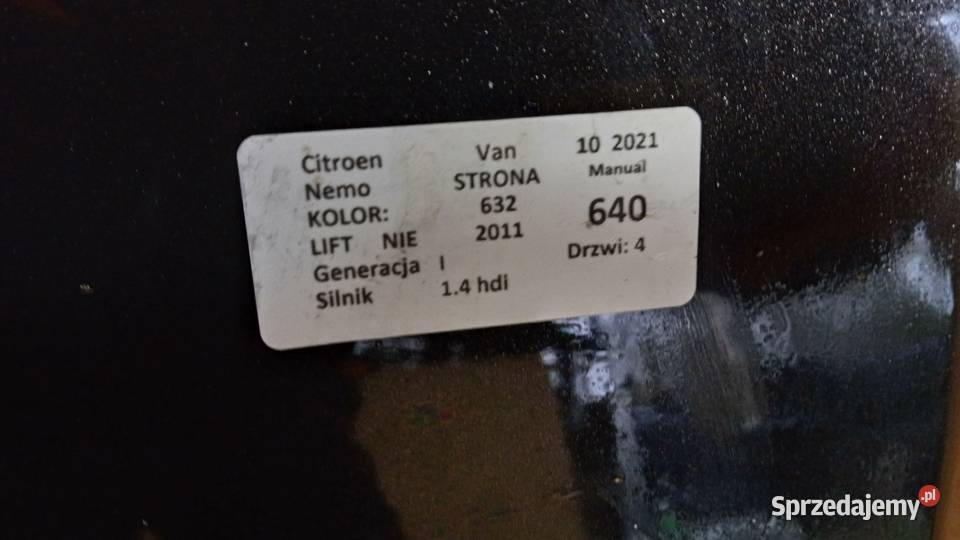 Citroen Van 10 2021
Nemo STRONA Manual
KOLOR: 632 640
LIFT NIE 2011 Drzwi: 4
Generacja I
Silnik 1.4 hdi
Sprzedajemy.pl